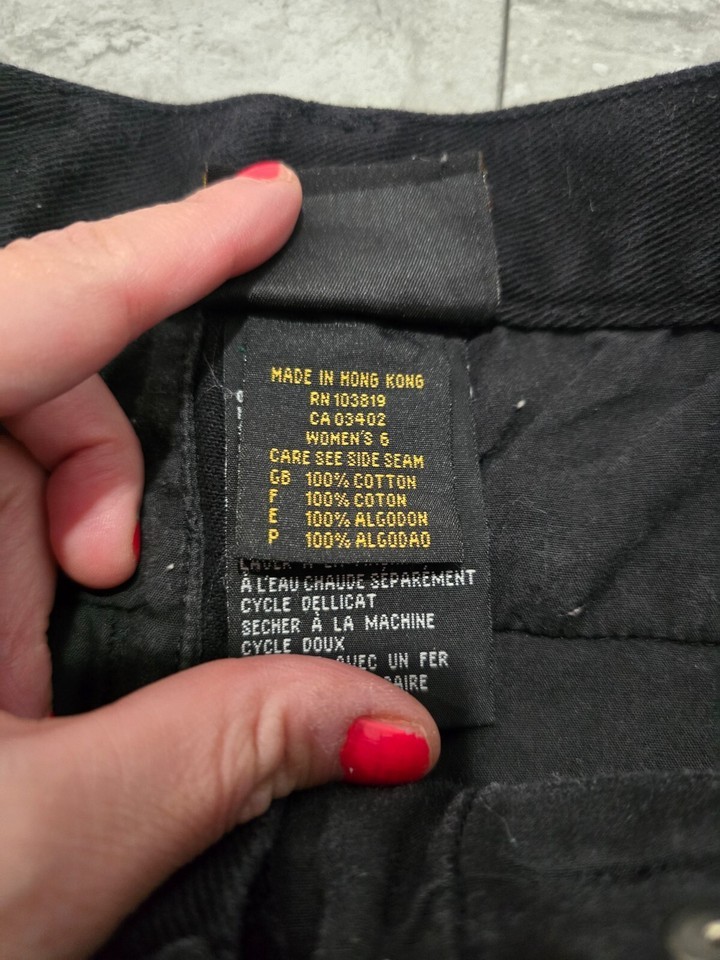 MADE IN HONG KONG
RN 103819
CA 03402
WOMEN'S 6
CARE SEE SIDE SEAM
GB 100% COTTON
F 100% COTON
E 100% ALGODON
P 100% ALGODAO
À L'EAU CHAUDE SÉPARÉMENT
CYCLE DELLICAT
SECHER À LA MACHINE
CYCLE DOUX
AVEC UN FER